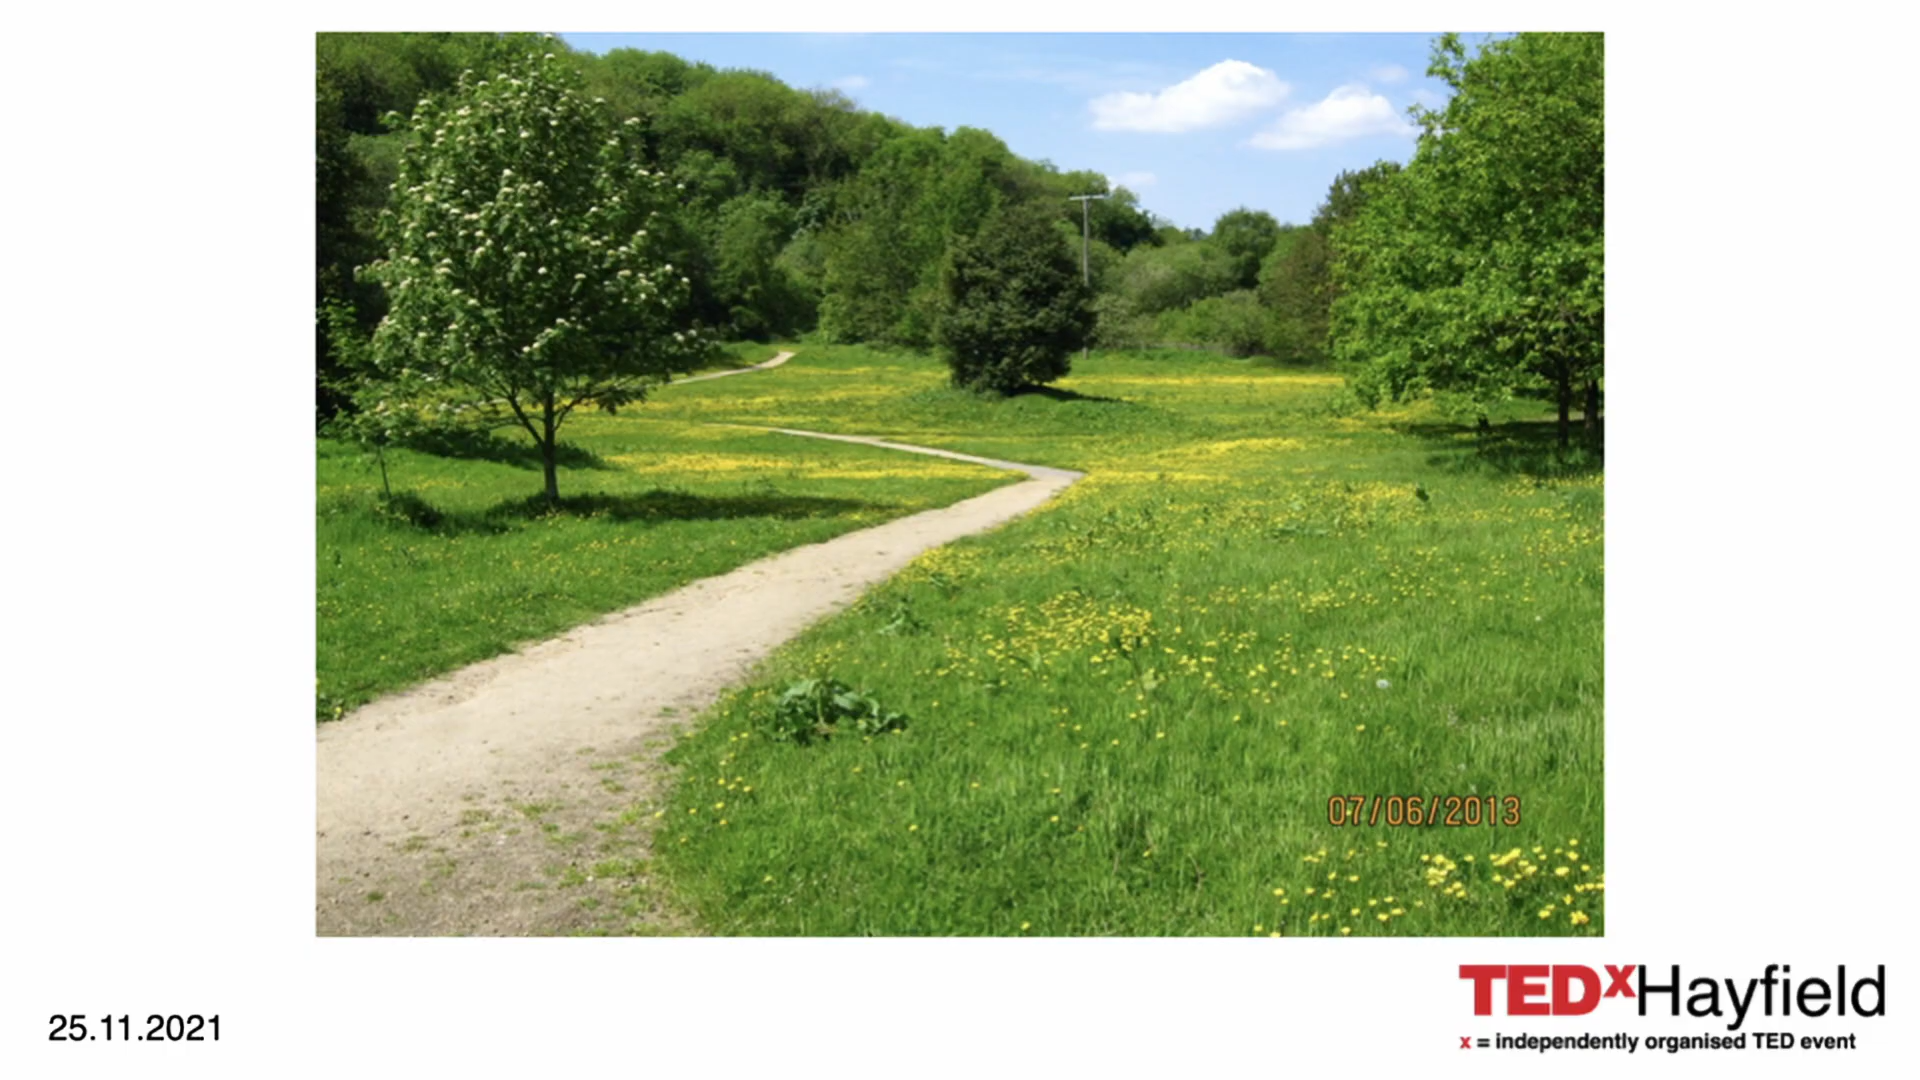 07/06/2013
25.11.2021
TEDxHayfield
x = independently organised TED event